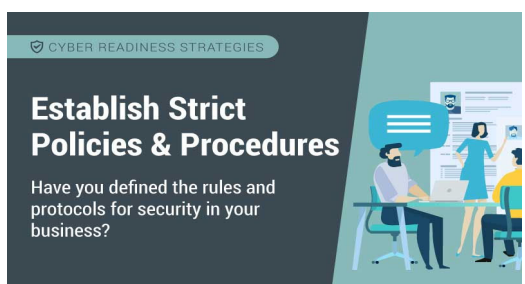 CYBER READINESS STRATEGIES
Establish Strict
Policies & Procedures
Have you defined the rules and
protocols for security in your
business?